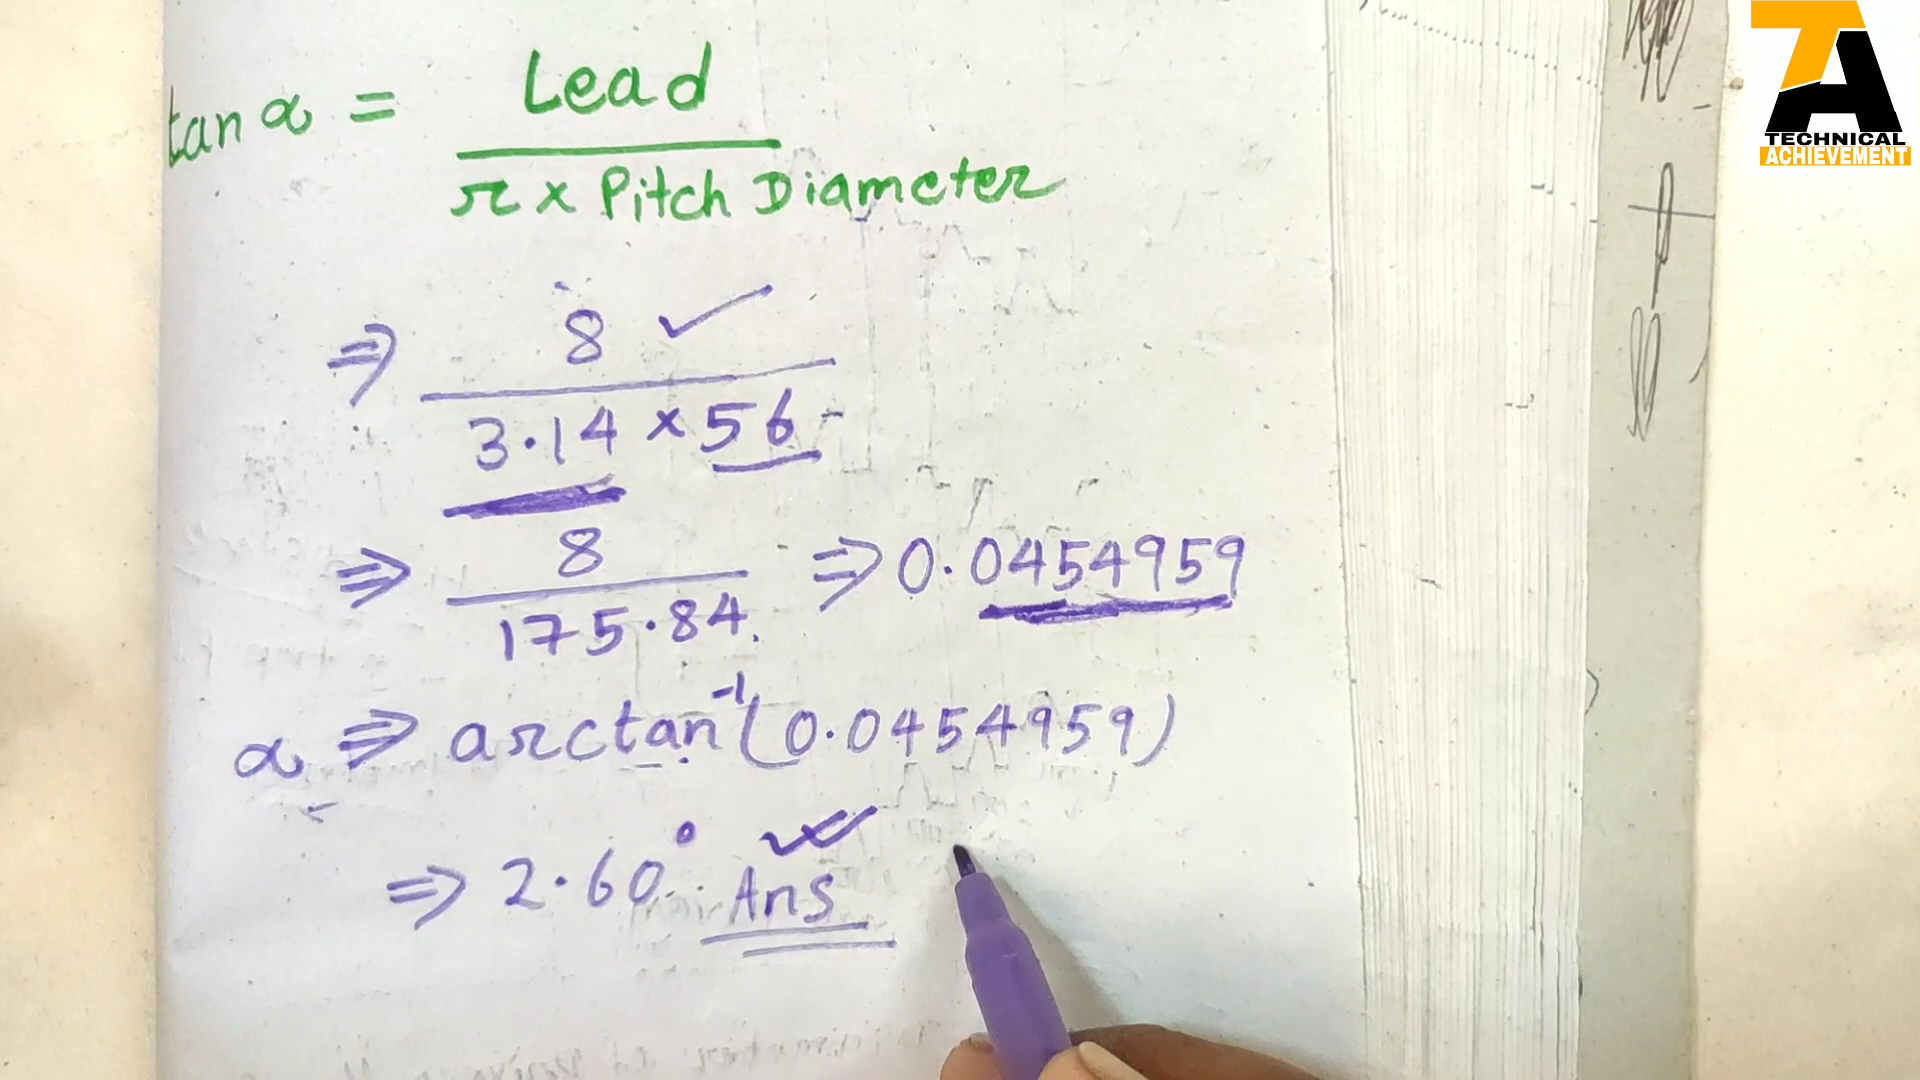 TA
TECHNICAL
ACHIEVEMENT
tan α = Lead
π × Pitch Diameter
⇒ 8
3.14 × 56
⇒ 8
175.84
⇒ 0.0454959
α ⇒ arctan⁻¹(0.0454959)
⇒ 2.60° Ans